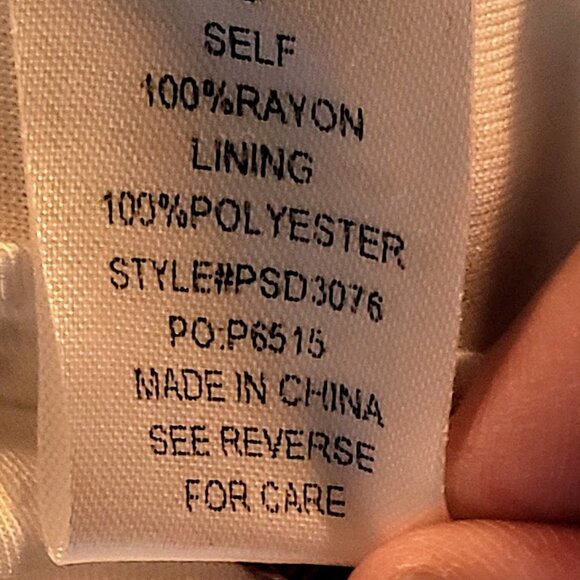 SELF
100%RAYON
LINING
100%POLYESTER
STYLE#PSD3076
PO:P6515
MADE IN CHINA
SEE REVERSE
FOR CARE